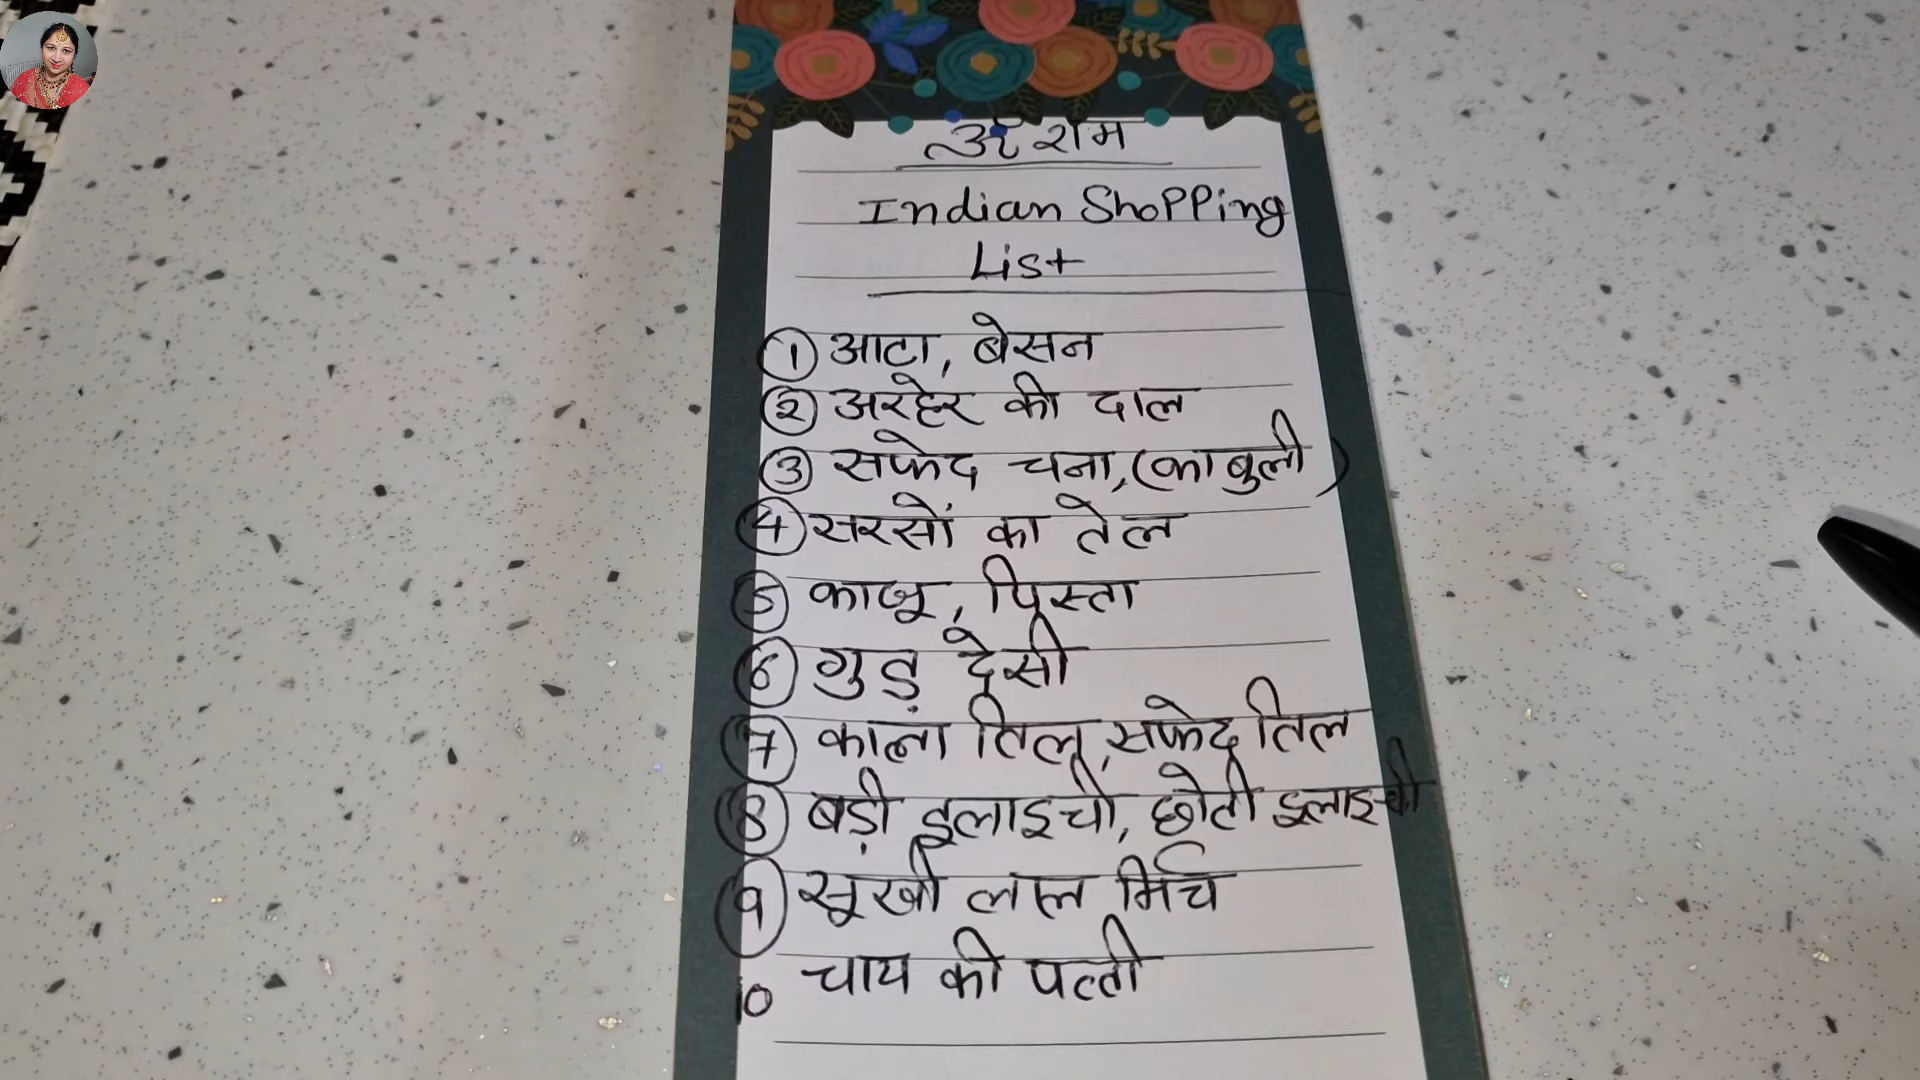 ॐ राम
Indian Shopping
List
① आटा, बेसन
② अरहेर की दाल
③ सफेद चना, (काबुली)
④ सरसों का तेल
⑤ काजू, पिस्ता
⑥ गुड़ देसी
⑦ काला तिल, सफेद तिल
⑧ बड़ी इलाइची, छोटी इलाइची
⑨ सूखी लाल मिर्च
10 चाय की पत्ती